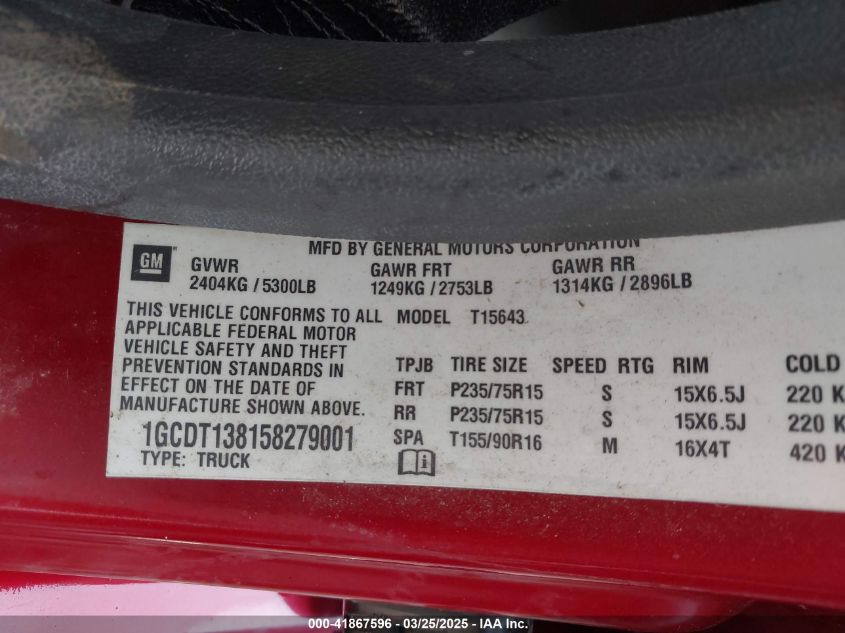 MFD BY GENERAL MOTORS CORPORATION
GM
GVWR GAWR FRT GAWR RR
2404KG / 5300LB 1249KG / 2753LB 1314KG / 2896LB
THIS VEHICLE CONFORMS TO ALL
APPLICABLE FEDERAL MOTOR
VEHICLE SAFETY AND THEFT
PREVENTION STANDARDS IN
EFFECT ON THE DATE OF
MANUFACTURE SHOWN ABOVE.
1GCDT138158279001
TYPE: TRUCK
MODEL T15643
TPJB TIRE SIZE SPEED RTG RIM COLD
FRT P235/75R15 S 15X6.5J 220 K
RR P235/75R15 S 15X6.5J 220 K
SPA T155/90R16 M 16X4T 420 K
000-41867596 - 03/25/2025 - IAA Inc.